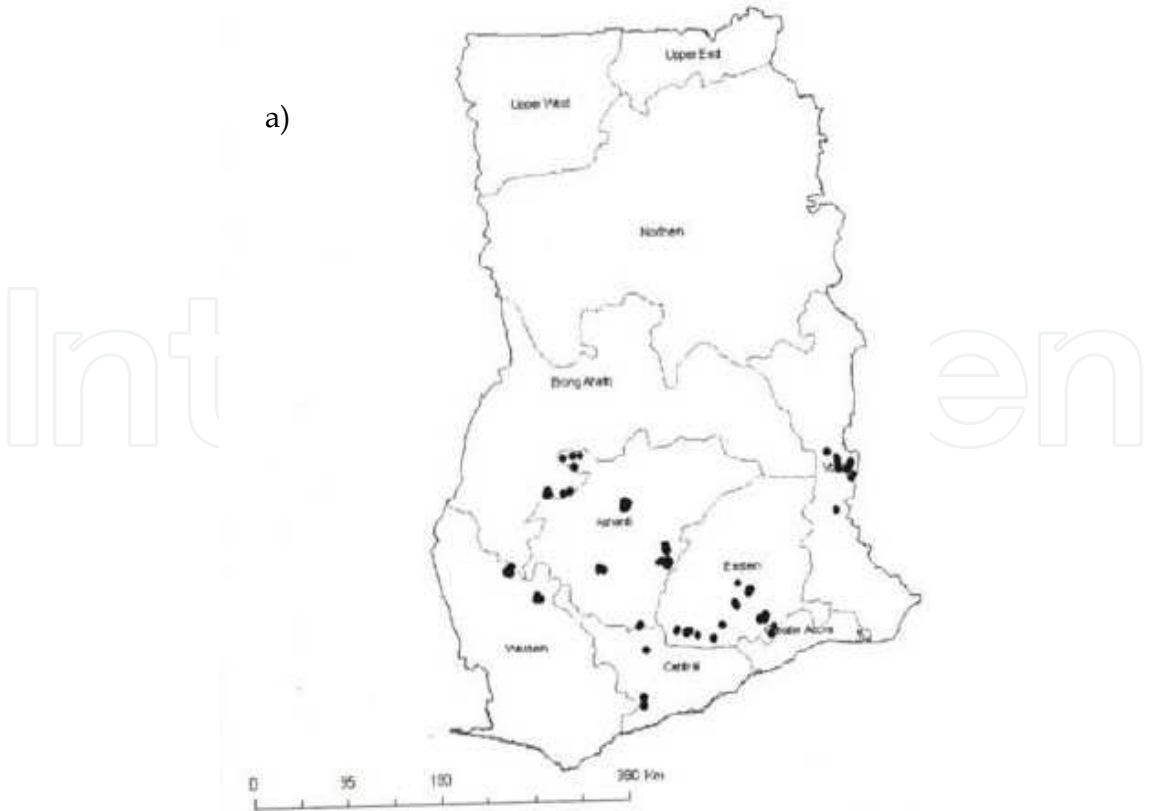 a)
Upper East
Upper West
Northen
Brong Ahafo
Ashanti
Eastern
Greater Accra
Western
Central
0 95 190 380 Km